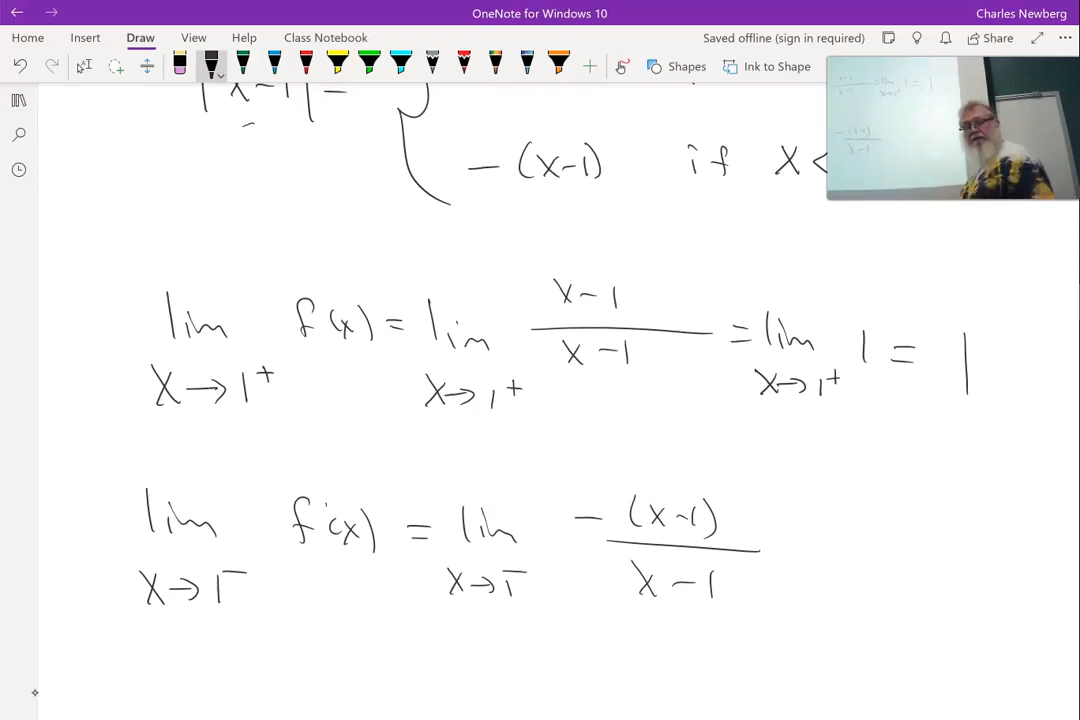 OneNote for Windows 10
Charles Newberg
Home Insert Draw View Help Class Notebook
Saved offline (sign in required) Share
Shapes Ink to Shape
|x-1| =
-(x-1) if x <
lim f(x) = lim x-1 / x-1 = lim 1 = 1
x→1⁺ x→1⁺ x→1⁺
lim f(x) = lim -(x-1) / x-1
x→1⁻ x→1⁻